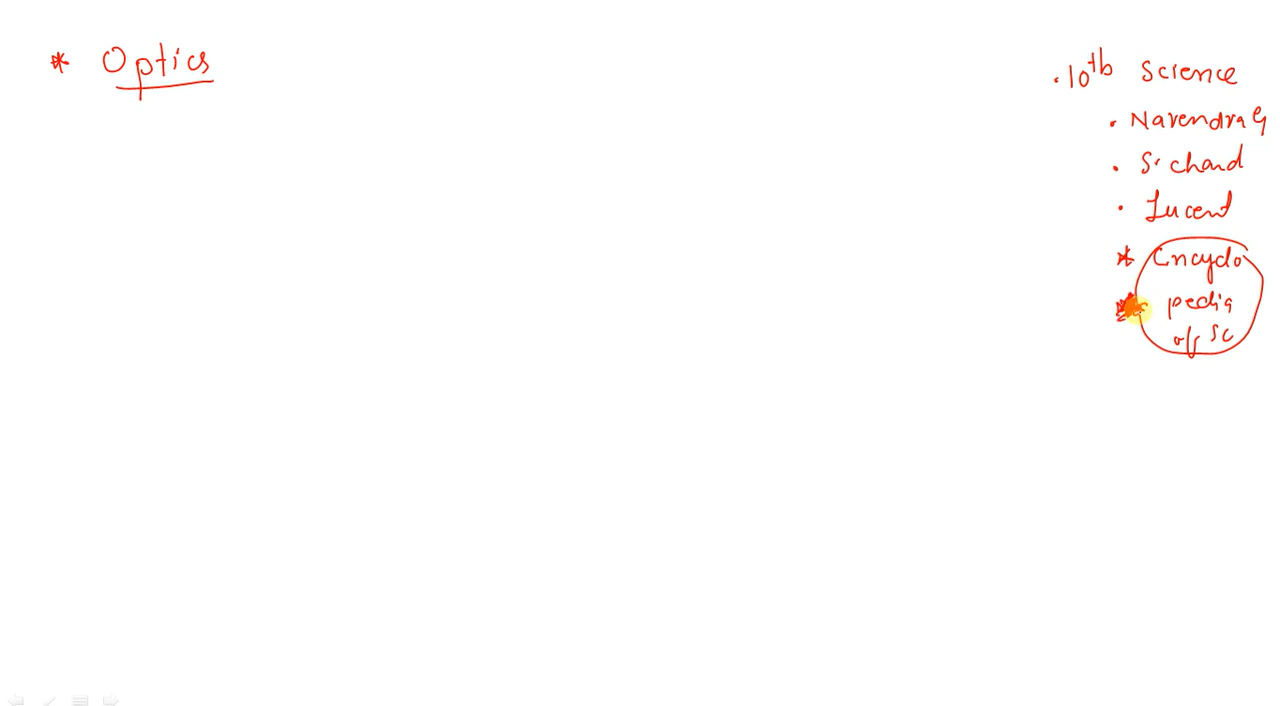 * Optics
· 10th Science
· Narendra G
· S. chand
· Lucent
* Encyclo
pedia
of Sc